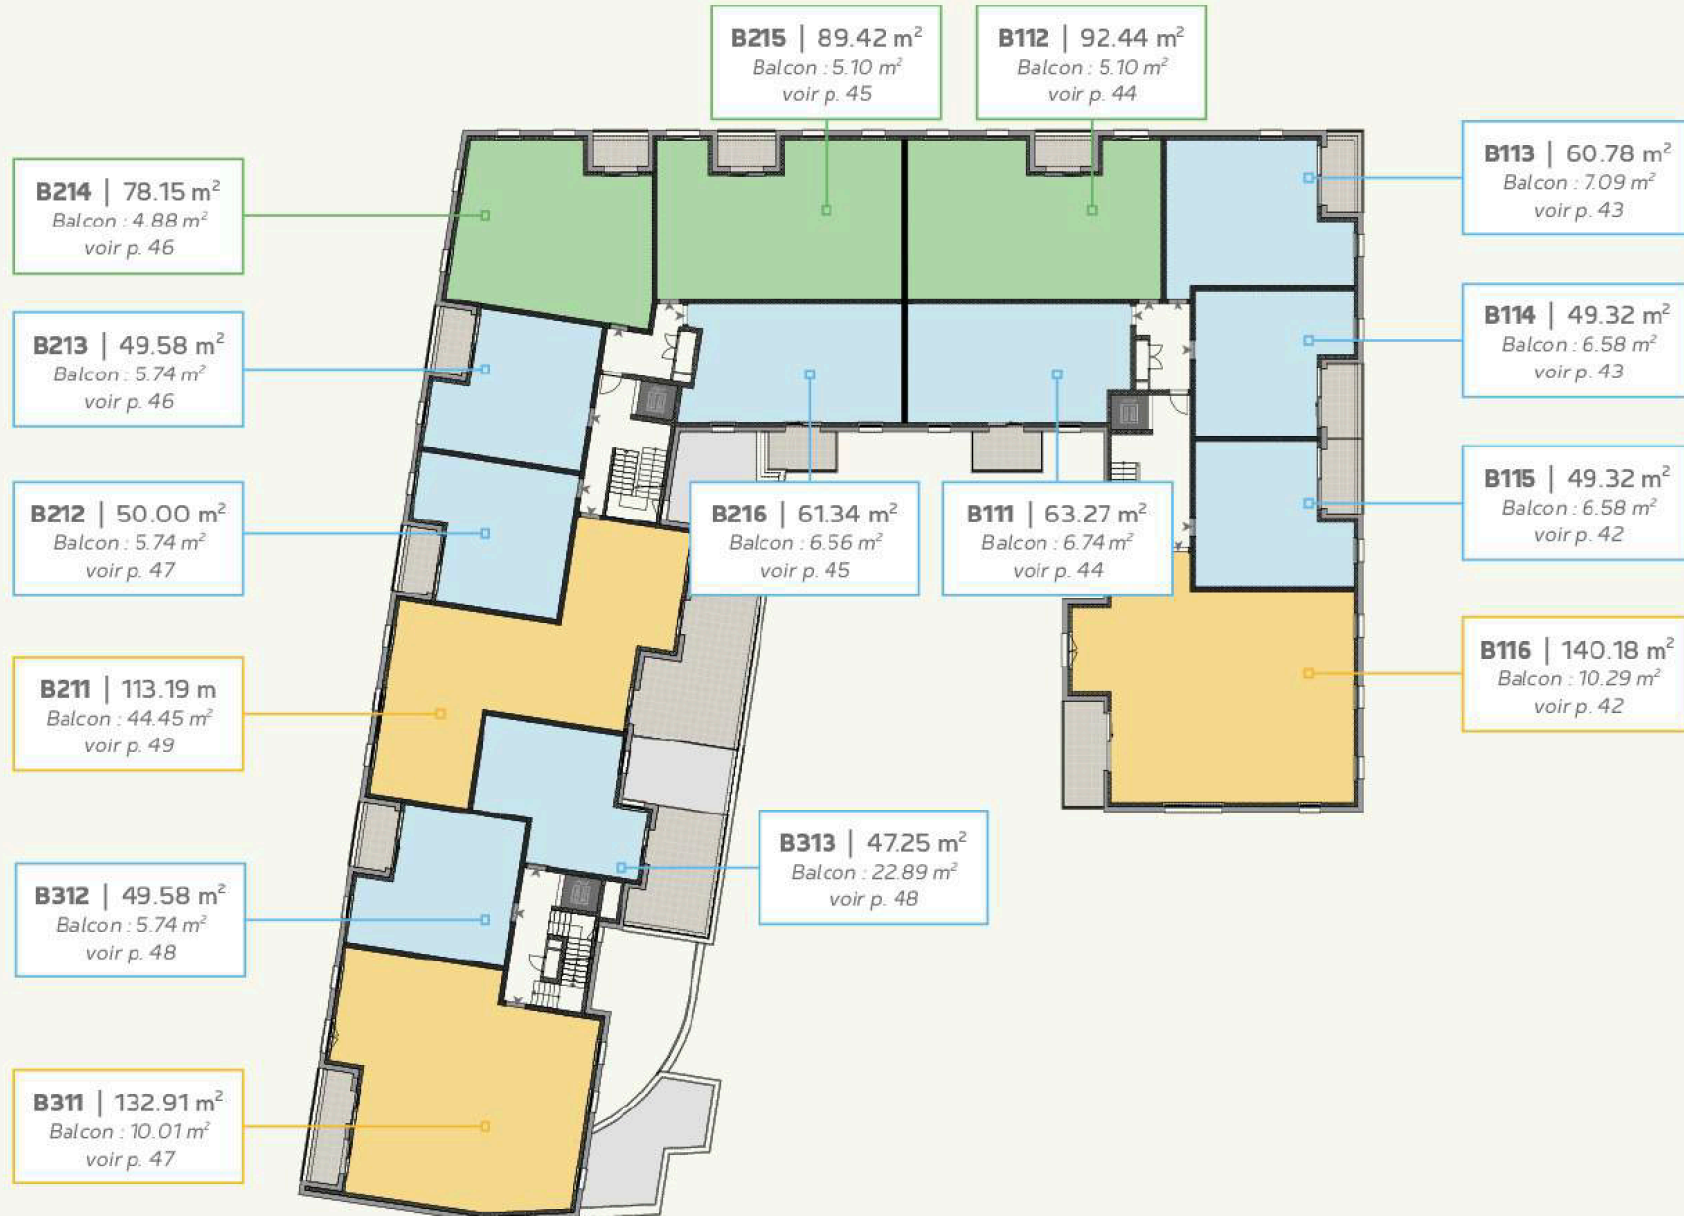 B215 | 89.42 m²
Balcon : 5.10 m²
voir p. 45
B112 | 92.44 m²
Balcon : 5.10 m²
voir p. 44
B214 | 78.15 m²
Balcon : 4.88 m²
voir p. 46
B113 | 60.78 m²
Balcon : 7.09 m²
voir p. 43
B213 | 49.58 m²
Balcon : 5.74 m²
voir p. 46
B114 | 49.32 m²
Balcon : 6.58 m²
voir p. 43
B212 | 50.00 m²
Balcon : 5.74 m²
voir p. 47
B216 | 61.34 m²
Balcon : 6.56 m²
voir p. 45
B111 | 63.27 m²
Balcon : 6.74 m²
voir p. 44
B115 | 49.32 m²
Balcon : 6.58 m²
voir p. 42
B211 | 113.19 m
Balcon : 44.45 m²
voir p. 49
B116 | 140.18 m²
Balcon : 10.29 m²
voir p. 42
B313 | 47.25 m²
Balcon : 22.89 m²
voir p. 48
B312 | 49.58 m²
Balcon : 5.74 m²
voir p. 48
B311 | 132.91 m²
Balcon : 10.01 m²
voir p. 47